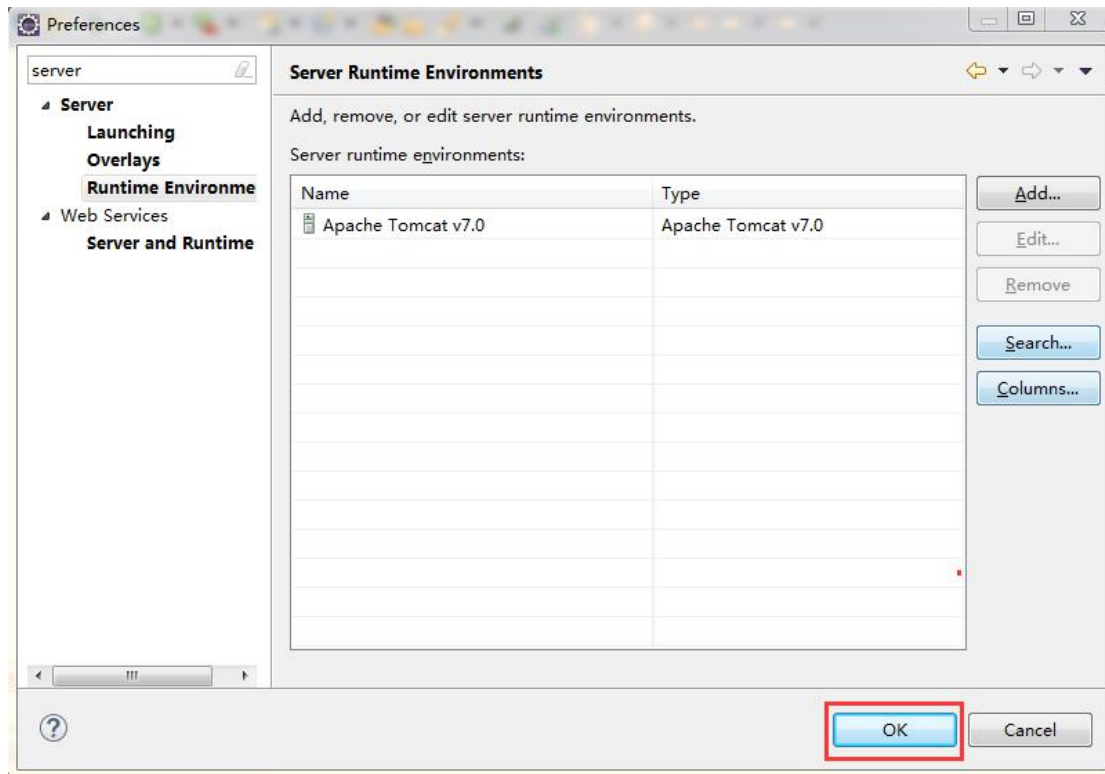 Preferences
server
Server
Launching
Overlays
Runtime Environme
Web Services
Server and Runtime
Server Runtime Environments
Add, remove, or edit server runtime environments.
Server runtime environments:
Name Type
Apache Tomcat v7.0 Apache Tomcat v7.0
Add...
Edit...
Remove
Search...
Columns...
?
OK Cancel